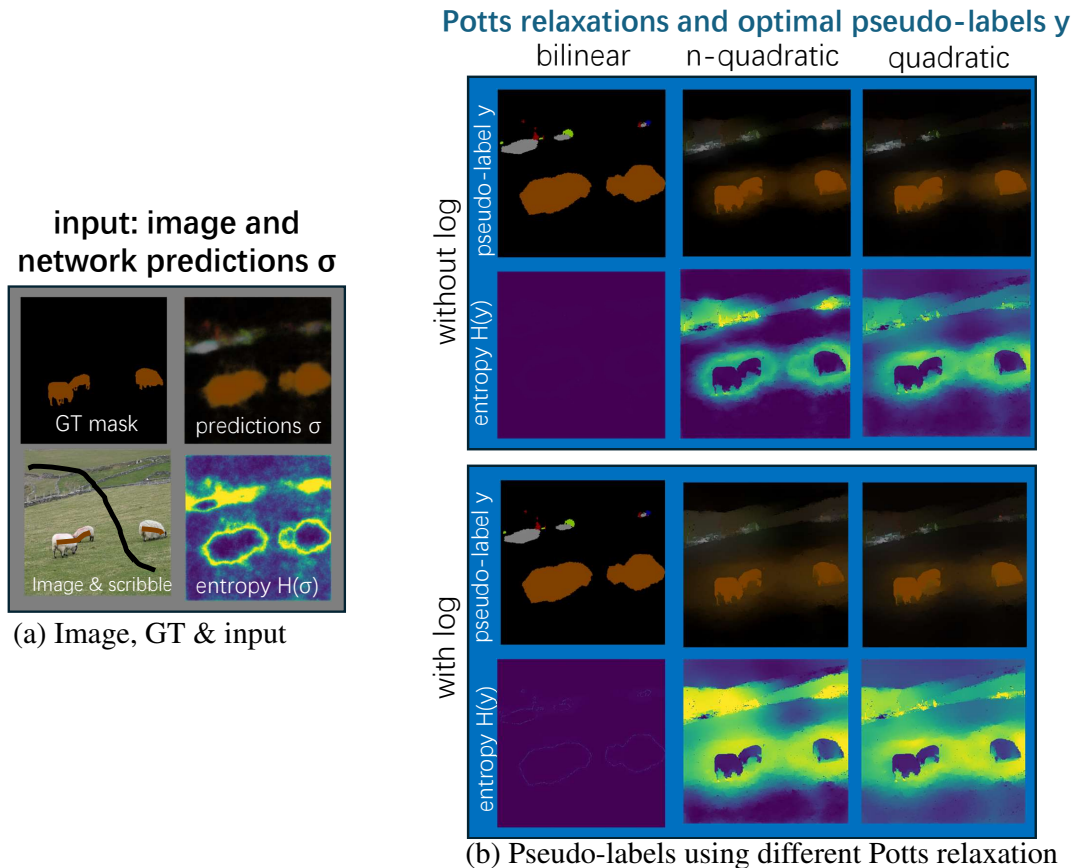 Potts relaxations and optimal pseudo-labels y
bilinear
n-quadratic
quadratic
without log
pseudo-label y
entropy H(y)
input: image and
network predictions σ
GT mask
predictions σ
Image & scribble
entropy H(σ)
(a) Image, GT & input
with log
pseudo-label y
entropy H(y)
(b) Pseudo-labels using different Potts relaxation